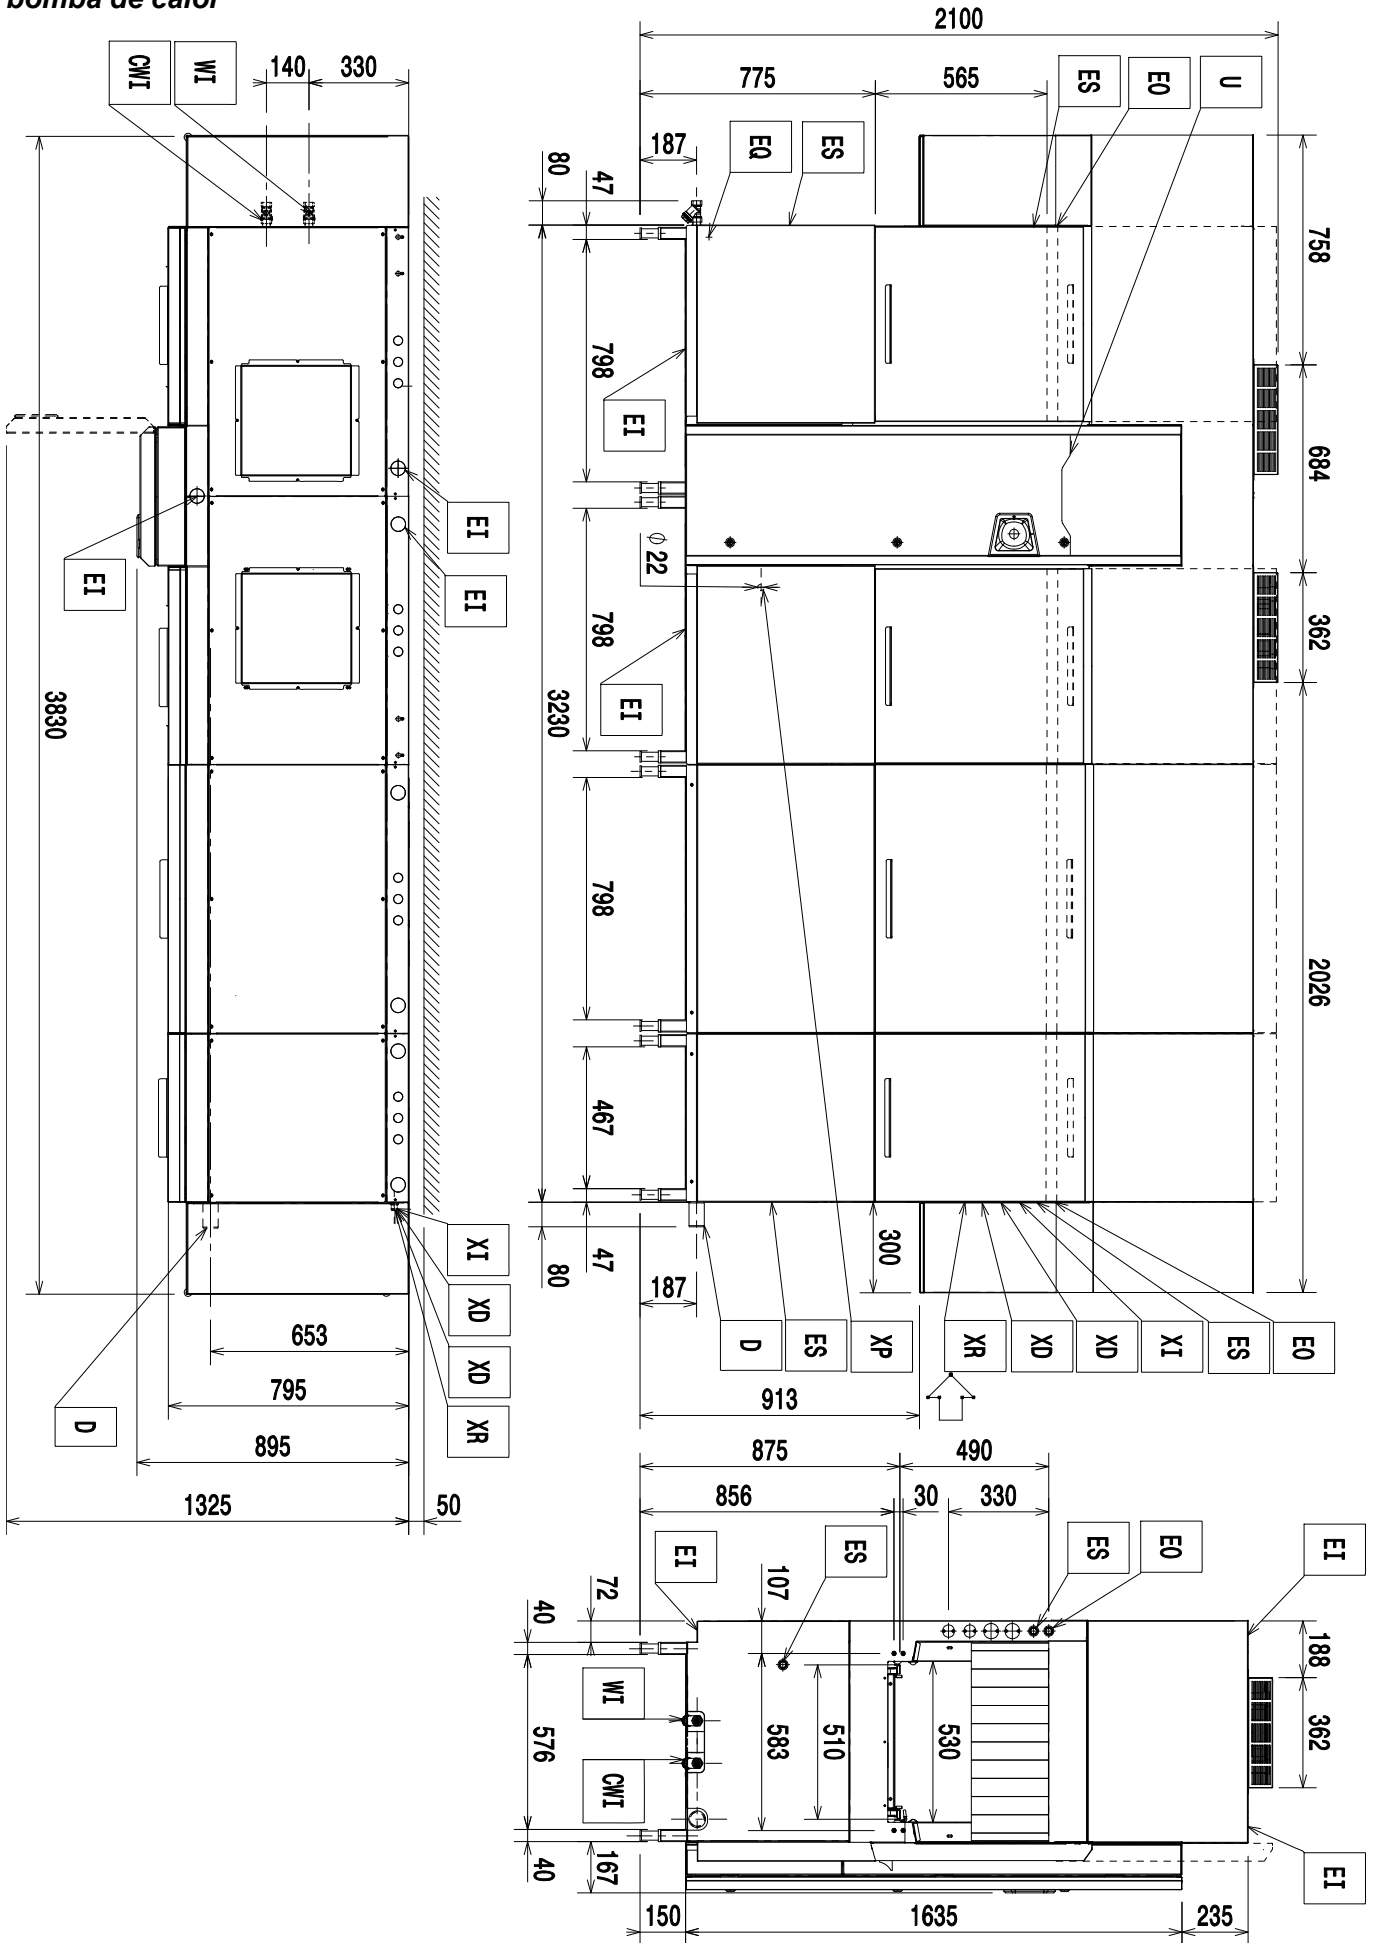 bomba de calor
2100
140
330
775
565
CWI
WI
ES
EO
U
187
EQ
ES
80
47
758
798
EI
684
EI
EI
EI
Ø 22
362
798
EI
3830
3230
798
2026
467
XI
XD
XD
XR
D
653
795
895
1325
50
47
80
300
187
D
ES
XP
XR
XD
XD
XI
ES
EO
913
875
490
856
30
330
EI
ES
ES
EO
EI
72
107
40
188
WI
576
583
510
530
362
CWI
40
167
EI
150
1635
235